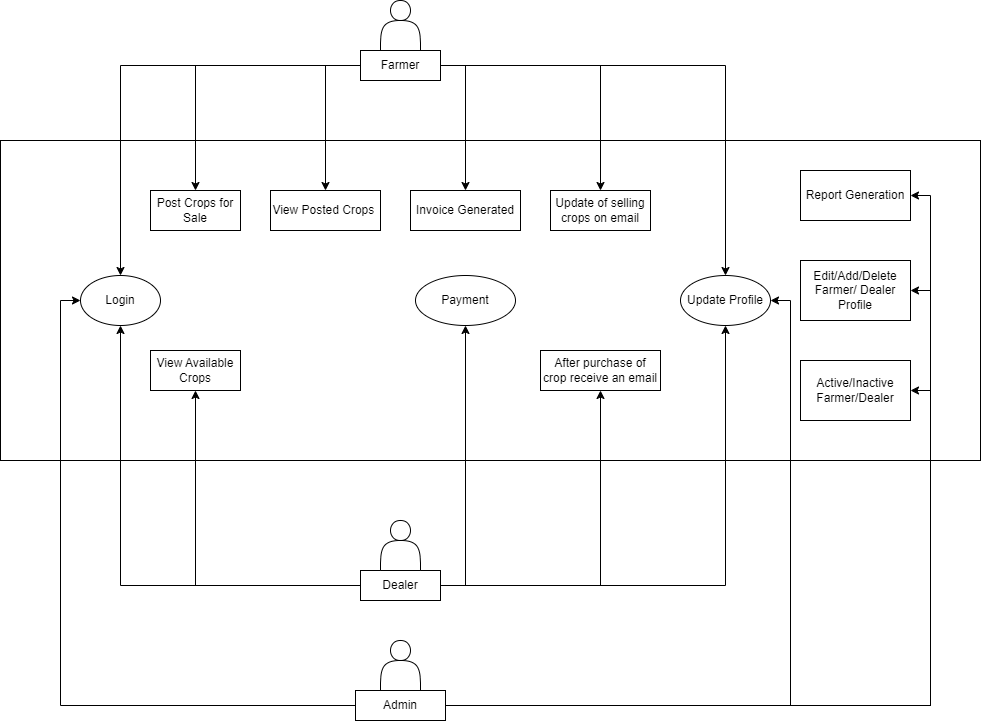 Farmer
Post Crops for
Sale
View Posted Crops
Invoice Generated
Update of selling
crops on email
Report Generation
Edit/Add/Delete
Farmer/ Dealer
Profile
Login
Payment
Update Profile
View Available
Crops
After purchase of
crop receive an email
Active/Inactive
Farmer/Dealer
Dealer
Admin